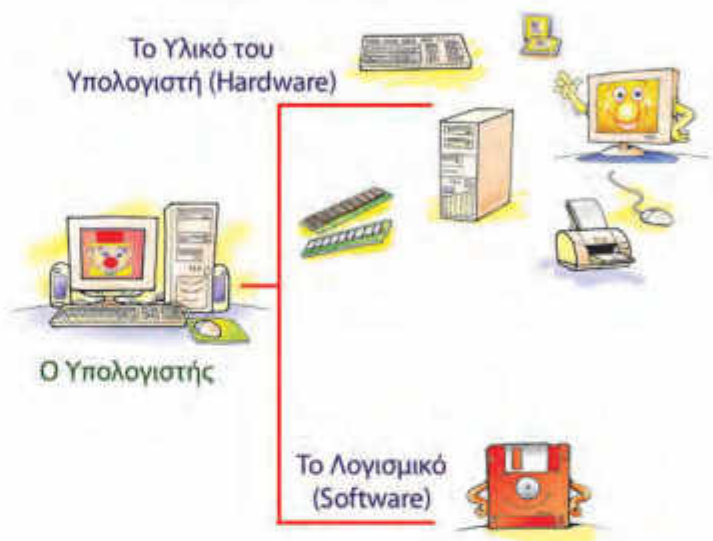 Το Υλικό του
Υπολογιστή (Hardware)
Ο Υπολογιστής
Το Λογισμικό
(Software)